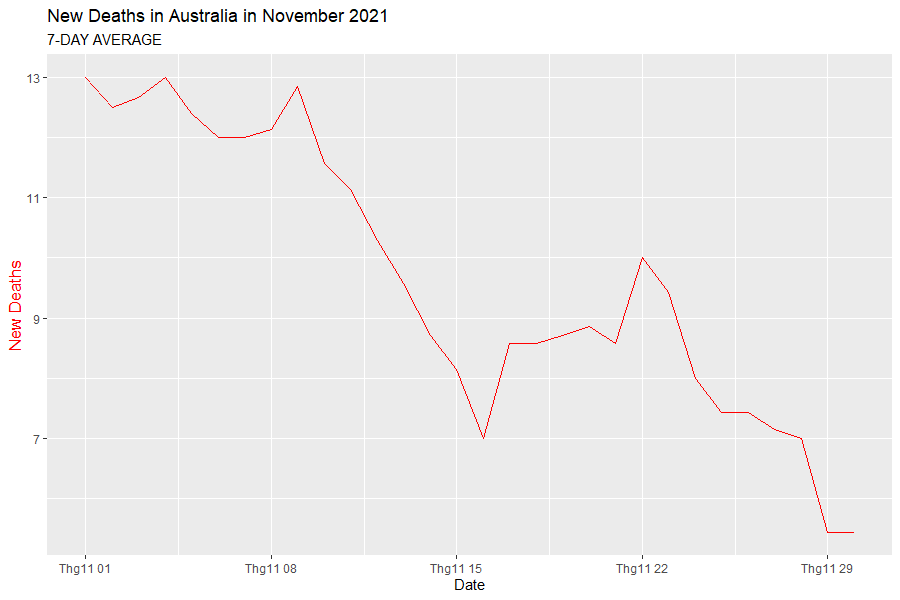 New Deaths in Australia in November 2021
7-DAY AVERAGE
13
11
9
7
New Deaths
Thg11 01
Thg11 08
Thg11 15
Thg11 22
Thg11 29
Date